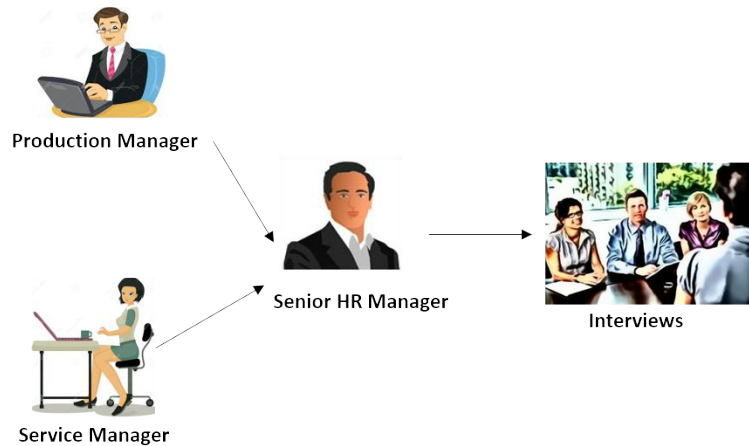 Production Manager
Senior HR Manager
Interviews
Service Manager